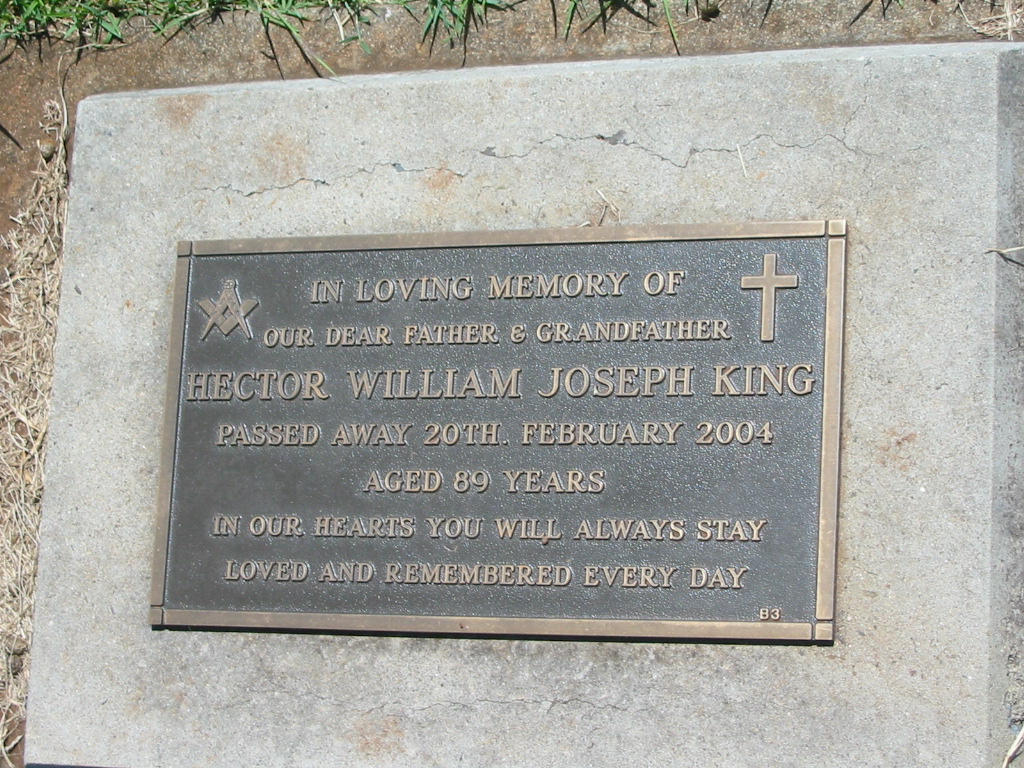 IN LOVING MEMORY OF
OUR DEAR FATHER & GRANDFATHER
HECTOR WILLIAM JOSEPH KING
PASSED AWAY 20TH. FEBRUARY 2004
AGED 89 YEARS
IN OUR HEARTS YOU WILL ALWAYS STAY
LOVED AND REMEMBERED EVERY DAY
B3